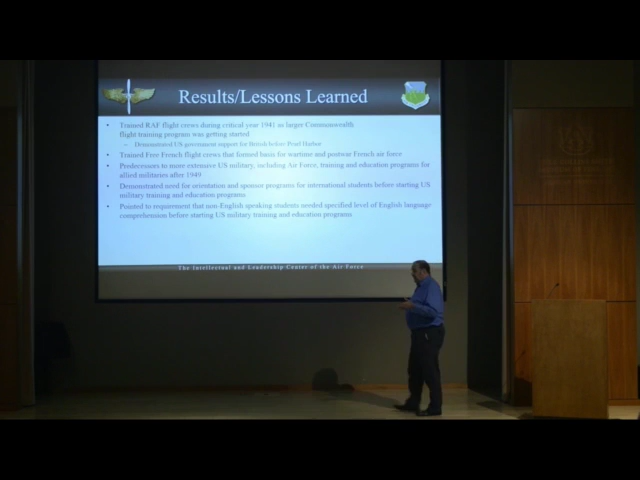 Results/Lessons Learned
• Trained RAF flight crews during critical year 1941 as larger Commonwealth
flight training program was getting started
– Demonstrated US government support for British before Pearl Harbor
• Trained Free French flight crews that formed basis for wartime and postwar French air force
• Predecessors to more extensive US military, including Air Force, training and education programs for
allied militaries after 1949
• Demonstrated need for orientation and sponsor programs for international students before starting US
military training and education programs
• Pointed to requirement that non-English speaking students needed specified level of English language
comprehension before starting US military training and education programs
The Intellectual and Leadership Center of the Air Force